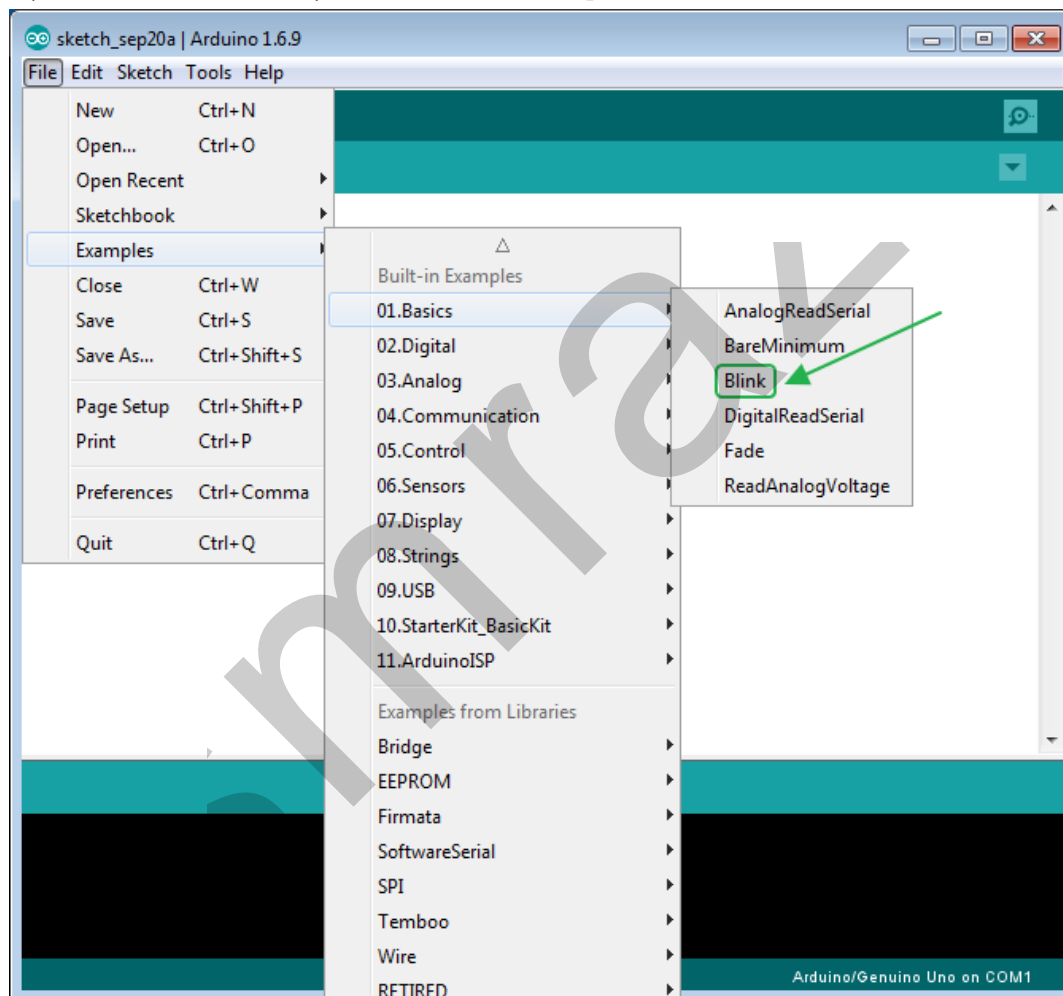 sketch_sep20a | Arduino 1.6.9
File Edit Sketch Tools Help
New Ctrl+N
Open... Ctrl+O
Open Recent
Sketchbook
Examples
Close Ctrl+W
Save Ctrl+S
Save As... Ctrl+Shift+S
Page Setup Ctrl+Shift+P
Print Ctrl+P
Preferences Ctrl+Comma
Quit Ctrl+Q
Built-in Examples
01.Basics
02.Digital
03.Analog
04.Communication
05.Control
06.Sensors
07.Display
08.Strings
09.USB
10.StarterKit_BasicKit
11.ArduinoISP
Examples from Libraries
Bridge
EEPROM
Firmata
SoftwareSerial
SPI
Temboo
Wire
RETIRED
AnalogReadSerial
BareMinimum
Blink
DigitalReadSerial
Fade
ReadAnalogVoltage
Arduino/Genuino Uno on COM1